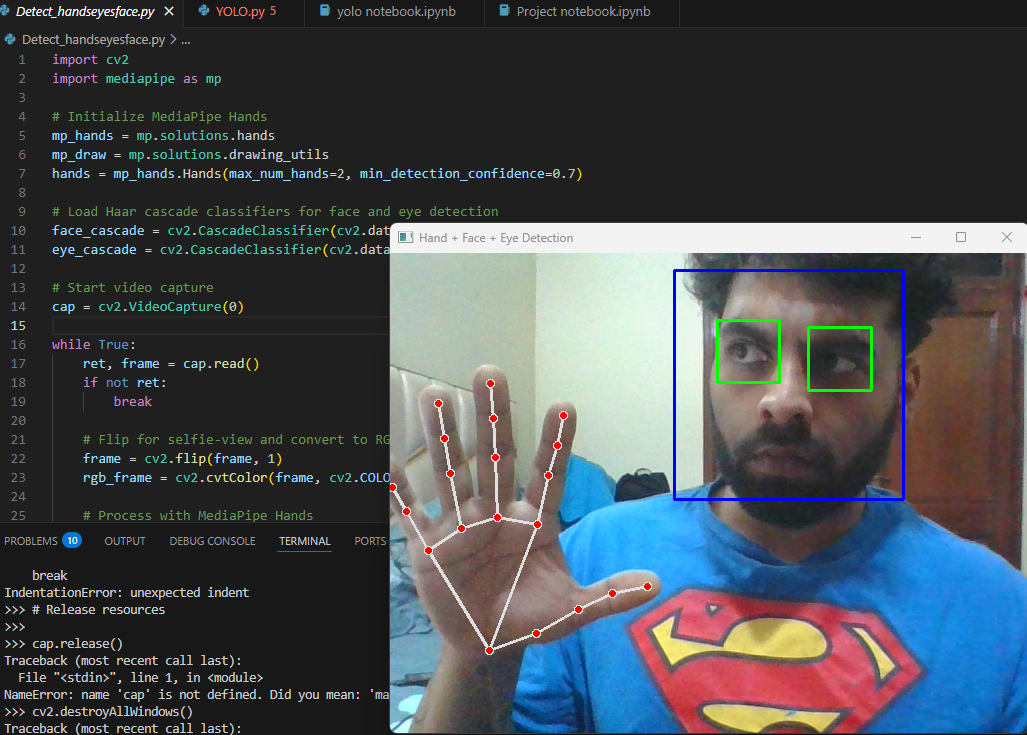 Detect_handseyesface.py
YOLO.py 5
yolo notebook.ipynb
Project notebook.ipynb
Detect_handseyesface.py > ...
1 import cv2
2 import mediapipe as mp
3
4 # Initialize MediaPipe Hands
5 mp_hands = mp.solutions.hands
6 mp_draw = mp.solutions.drawing_utils
7 hands = mp_hands.Hands(max_num_hands=2, min_detection_confidence=0.7)
8
9 # Load Haar cascade classifiers for face and eye detection
10 face_cascade = cv2.CascadeClassifier(cv2.dat
11 eye_cascade = cv2.CascadeClassifier(cv2.data
12
13 # Start video capture
14 cap = cv2.VideoCapture(0)
15
16 while True:
17 ret, frame = cap.read()
18 if not ret:
19 break
20
21 # Flip for selfie-view and convert to RG
22 frame = cv2.flip(frame, 1)
23 rgb_frame = cv2.cvtColor(frame, cv2.COLO
24
25 # Process with MediaPipe Hands
Hand + Face + Eye Detection
PROBLEMS 10 OUTPUT DEBUG CONSOLE TERMINAL PORTS
break
IndentationError: unexpected indent
>>> # Release resources
>>>
>>> cap.release()
Traceback (most recent call last):
File "<stdin>", line 1, in <module>
NameError: name 'cap' is not defined. Did you mean: 'ma
>>> cv2.destroyAllWindows()
Traceback (most recent call last):